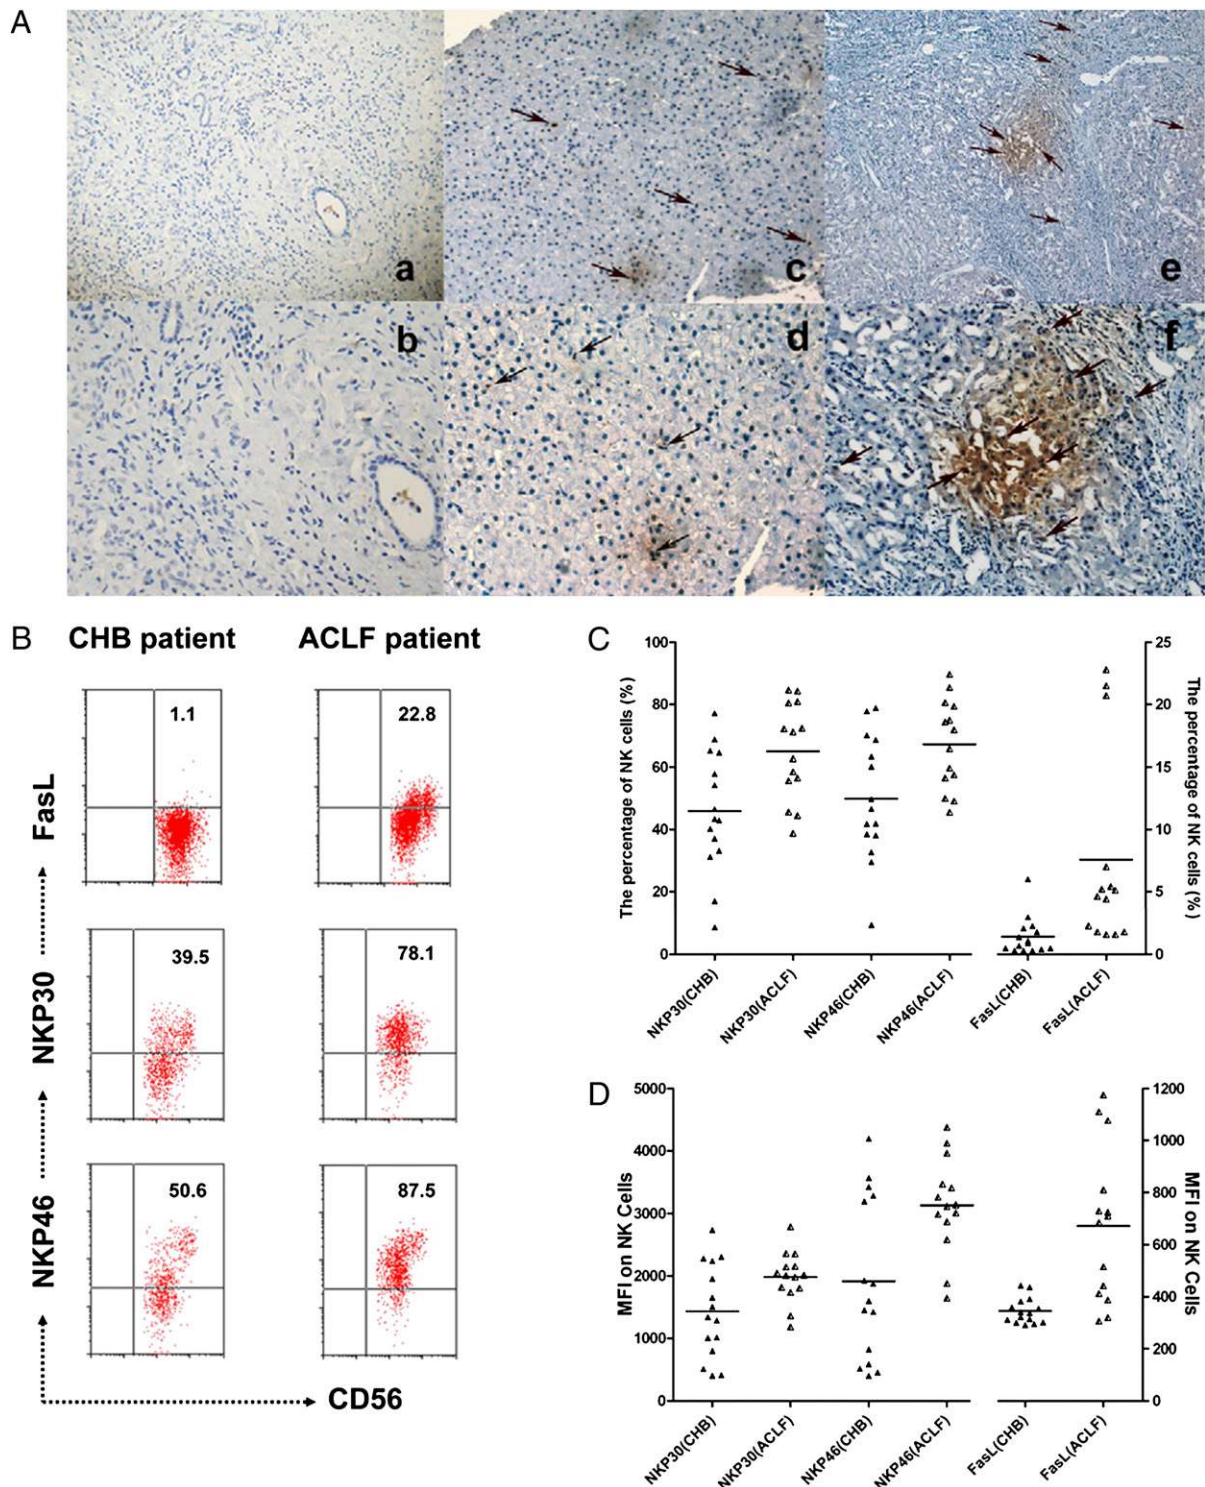 A
a
c
e
b
d
f
B
CHB patient
ACLF patient
1.1
22.8
FasL
39.5
78.1
NKP30
50.6
87.5
NKP46
CD56
C
The percentage of NK cells (%)
100
80
60
40
20
0
25
20
15
10
5
0
The percentage of NK cells (%)
NKP30(CHB)
NKP30(ACLF)
NKP46(CHB)
NKP46(ACLF)
FasL(CHB)
FasL(ACLF)
D
MFI on NK Cells
5000
4000
3000
2000
1000
0
1200
1000
800
600
400
200
0
MFI on NK Cells
NKP30(CHB)
NKP30(ACLF)
NKP46(CHB)
NKP46(ACLF)
FasL(CHB)
FasL(ACLF)